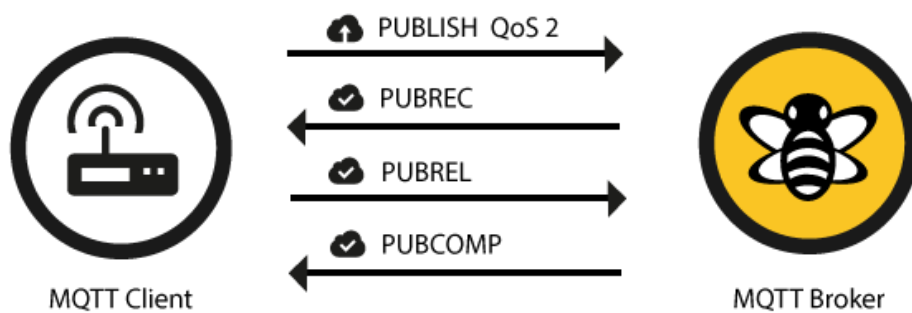 PUBLISH QoS 2
PUBREC
PUBREL
PUBCOMP
MQTT Client
MQTT Broker